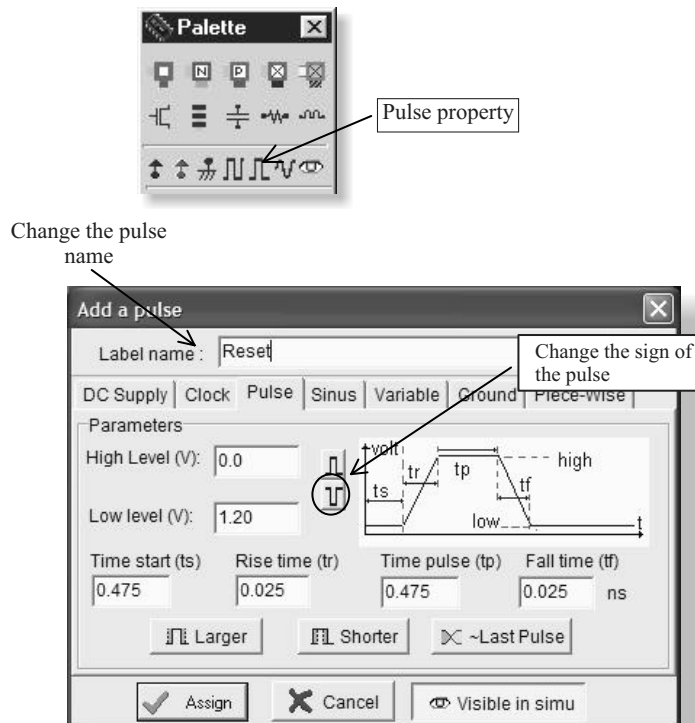 Palette
N P
Pulse property
Change the pulse
name
Add a pulse
Label name : Reset
Change the sign of
the pulse
DC Supply Clock Pulse Sinus Variable Ground Piece-Wise
Parameters
High Level (V): 0.0
Low level (V): 1.20
volt
tr tp high
ts tf
low t
Time start (ts) Rise time (tr) Time pulse (tp) Fall time (tf)
0.475 0.025 0.475 0.025 ns
Larger Shorter ~Last Pulse
Assign Cancel Visible in simu